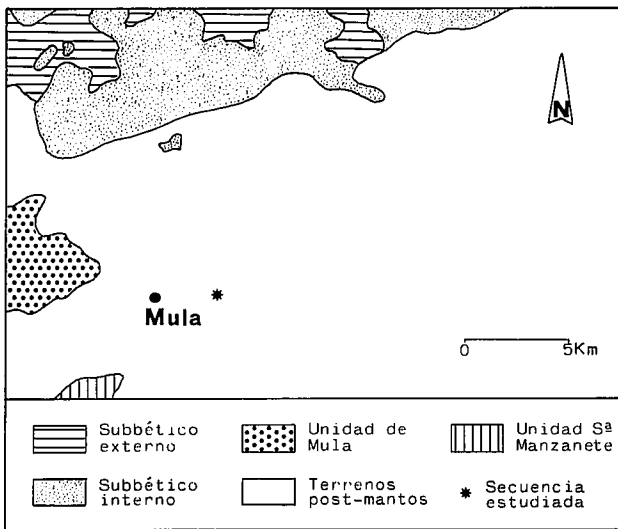 N
Mula
0 5Km
Subbético
externo
Unidad de
Mula
Unidad Sª
Manzanete
Subbético
interno
Terrenos
post-mantos
Secuencia
estudiada